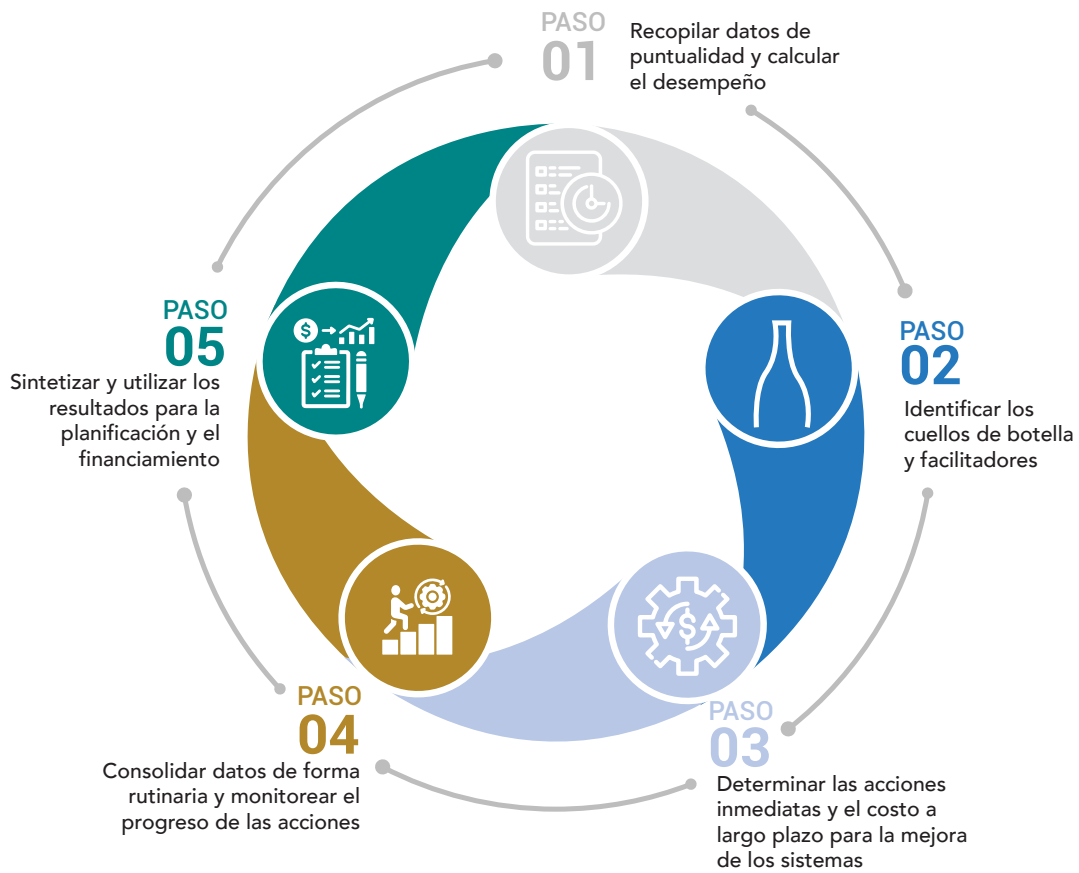 PASO
01
Recopilar datos de
puntualidad y calcular
el desempeño
PASO
02
Identificar los
cuellos de botella
y facilitadores
PASO
03
Determinar las acciones
inmediatas y el costo a
largo plazo para la mejora
de los sistemas
PASO
04
Consolidar datos de forma
rutinaria y monitorear el
progreso de las acciones
PASO
05
Sintetizar y utilizar los
resultados para la
planificación y el
financiamiento